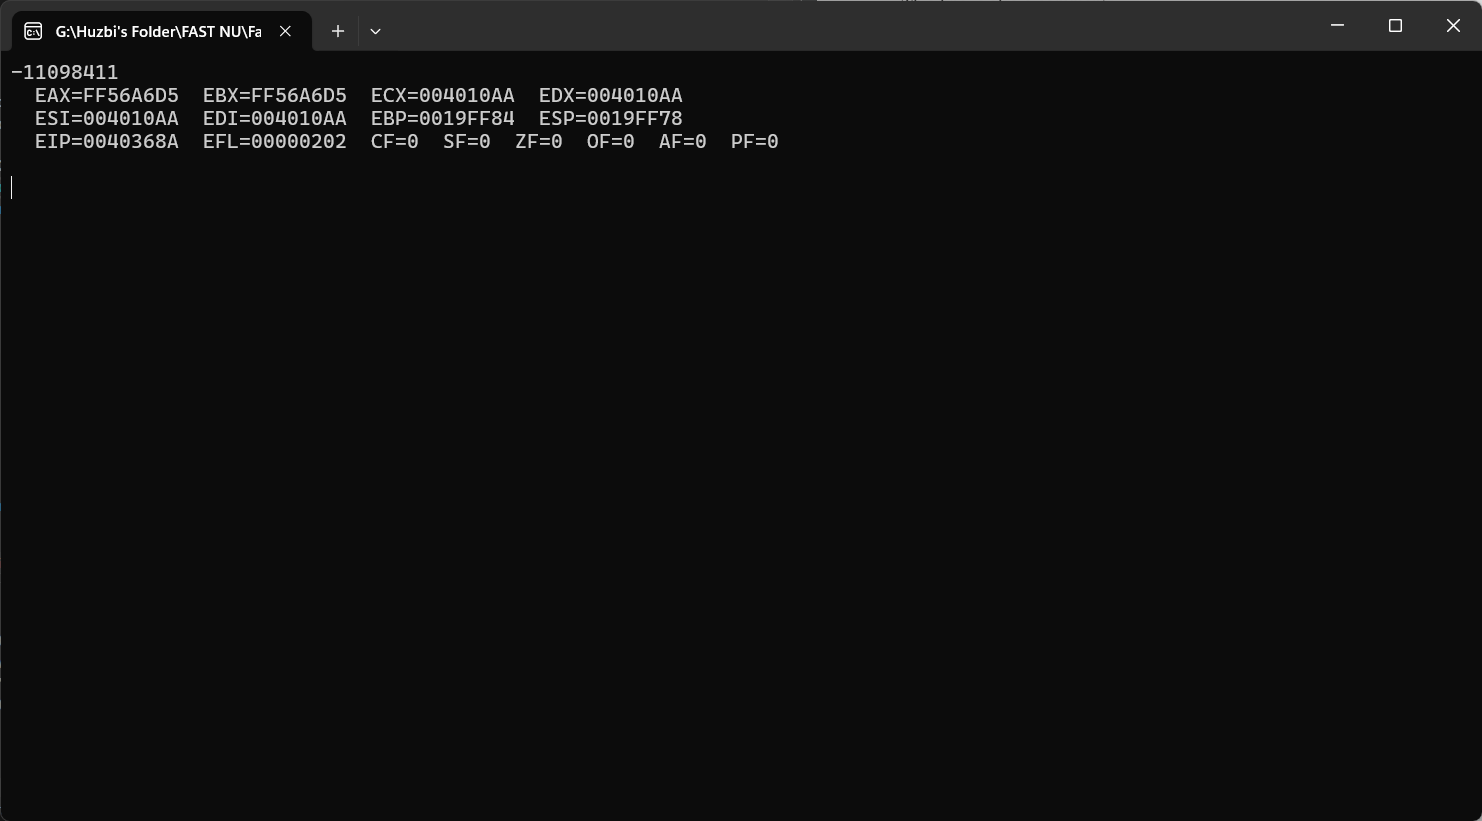 G:\Huzbi's Folder\FAST NU\Fa
-11098411
EAX=FF56A6D5  EBX=FF56A6D5  ECX=004010AA  EDX=004010AA
ESI=004010AA  EDI=004010AA  EBP=0019FF84  ESP=0019FF78
EIP=0040368A  EFL=00000202  CF=0  SF=0  ZF=0  OF=0  AF=0  PF=0